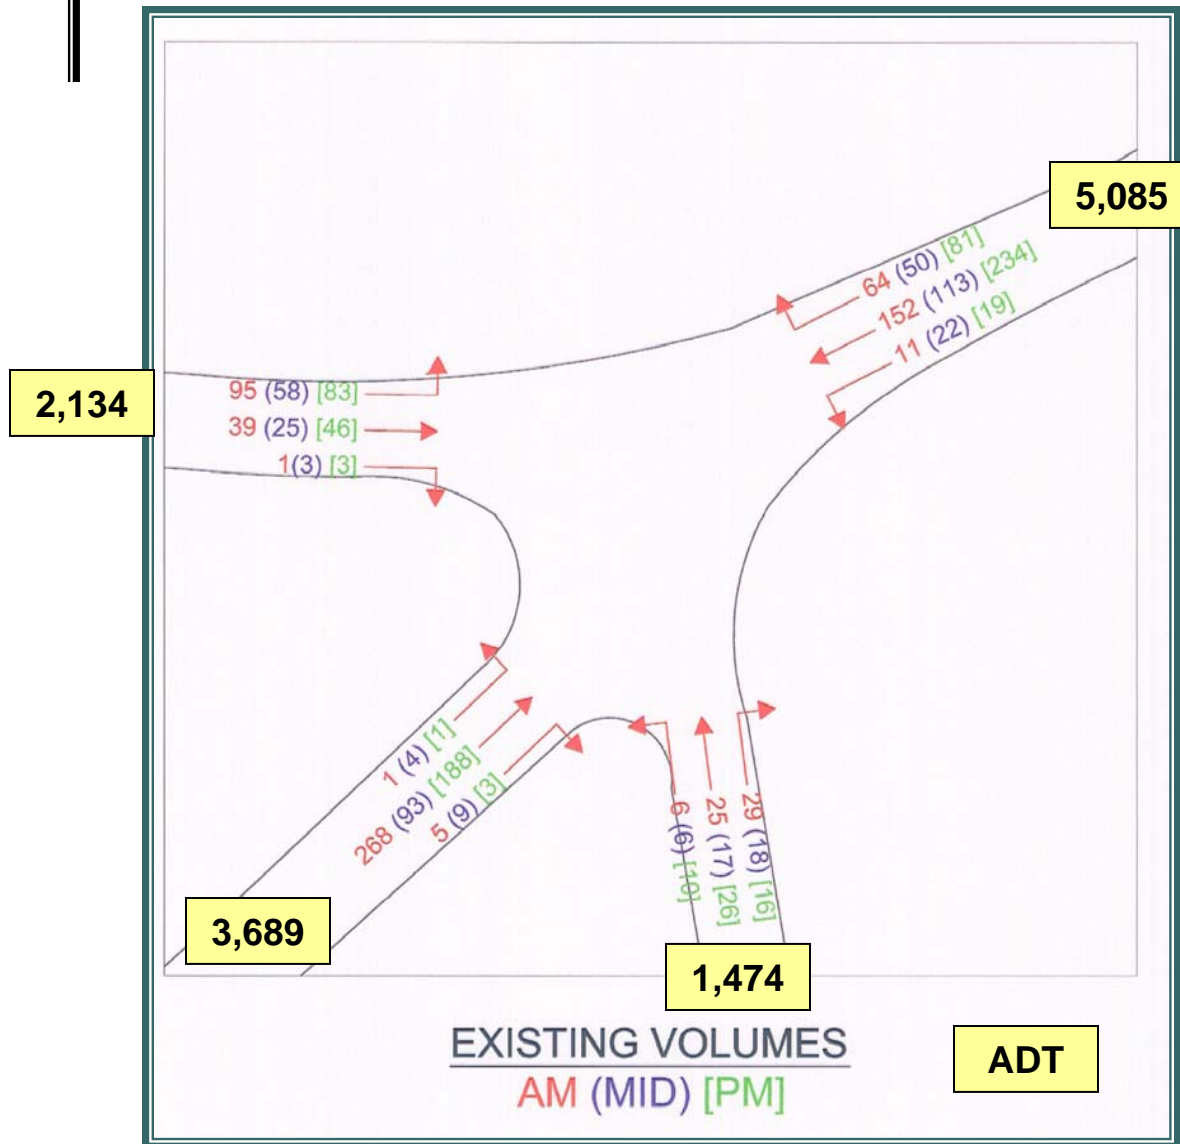 5,085
64 (50) [81]
152 (113) [234]
11 (22) [19]
2,134
95 (58) [83]
39 (25) [46]
1(3) [3]
1 (4) [1]
268 (93) [188]
5 (9) [3]
6 (6) [10]
25 (17) [26]
29 (18) [16]
3,689
1,474
EXISTING VOLUMES
AM (MID) [PM]
ADT